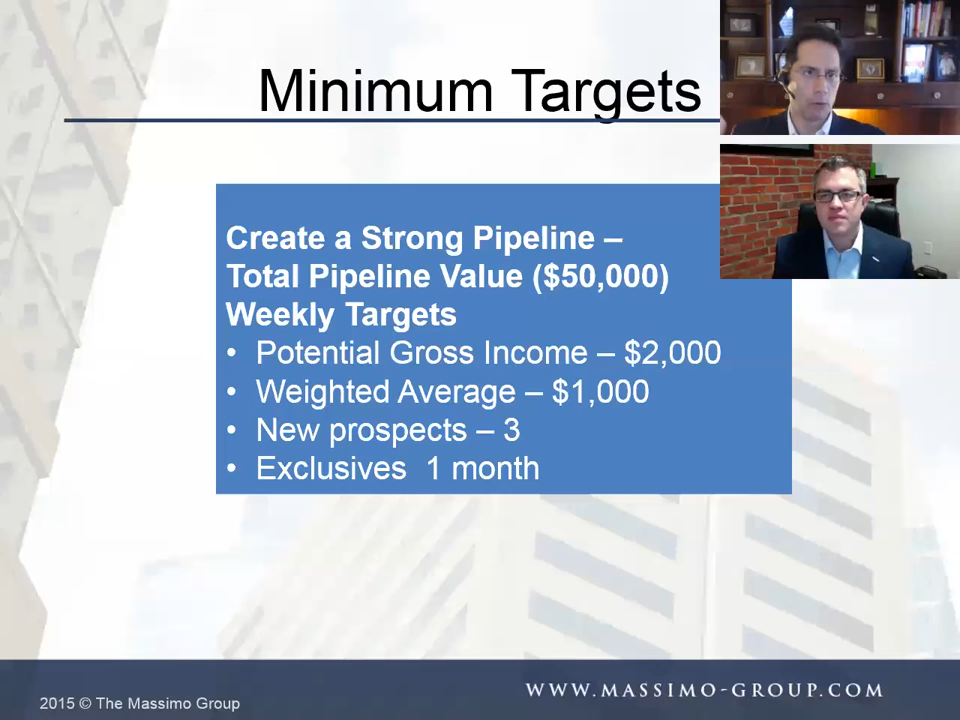 Minimum Targets
Create a Strong Pipeline –
Total Pipeline Value ($50,000)
Weekly Targets
• Potential Gross Income – $2,000
• Weighted Average – $1,000
• New prospects – 3
• Exclusives  1 month
2015 © The Massimo Group
WWW.MASSIMO-GROUP.COM